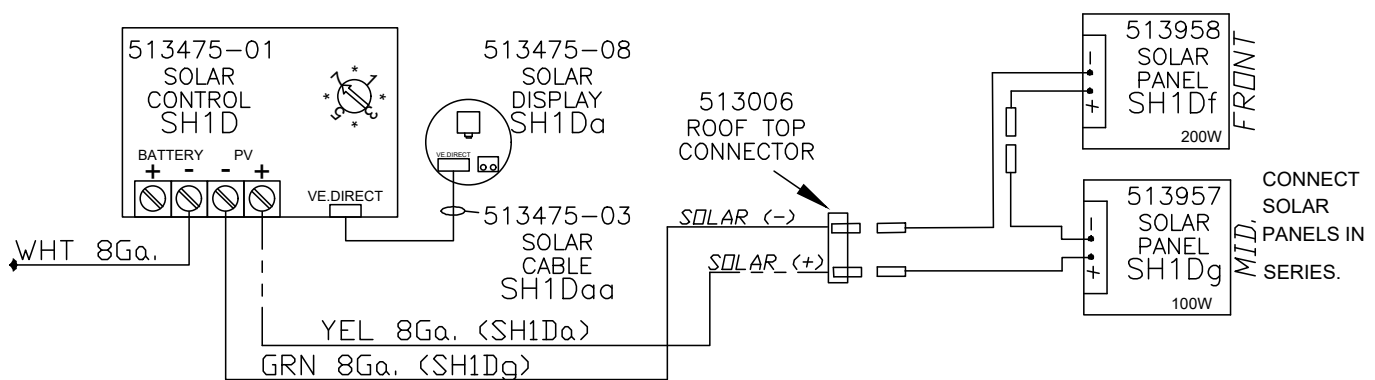 513475-01
SOLAR
CONTROL
SH1D
BATTERY
PV
+ - - +
VE.DIRECT
513475-08
SOLAR
DISPLAY
SH1Da
VE.DIRECT
513475-03
SOLAR
CABLE
SH1Daa
WHT 8Ga.
YEL 8Ga. (SH1Da)
GRN 8Ga. (SH1Dg)
513006
ROOF TOP
CONNECTOR
SOLAR (-)
SOLAR (+)
513958
SOLAR
PANEL
SH1Df
200W
- +
FRONT
513957
SOLAR
PANEL
SH1Dg
100W
- +
MID.
CONNECT
SOLAR
PANELS IN
SERIES.